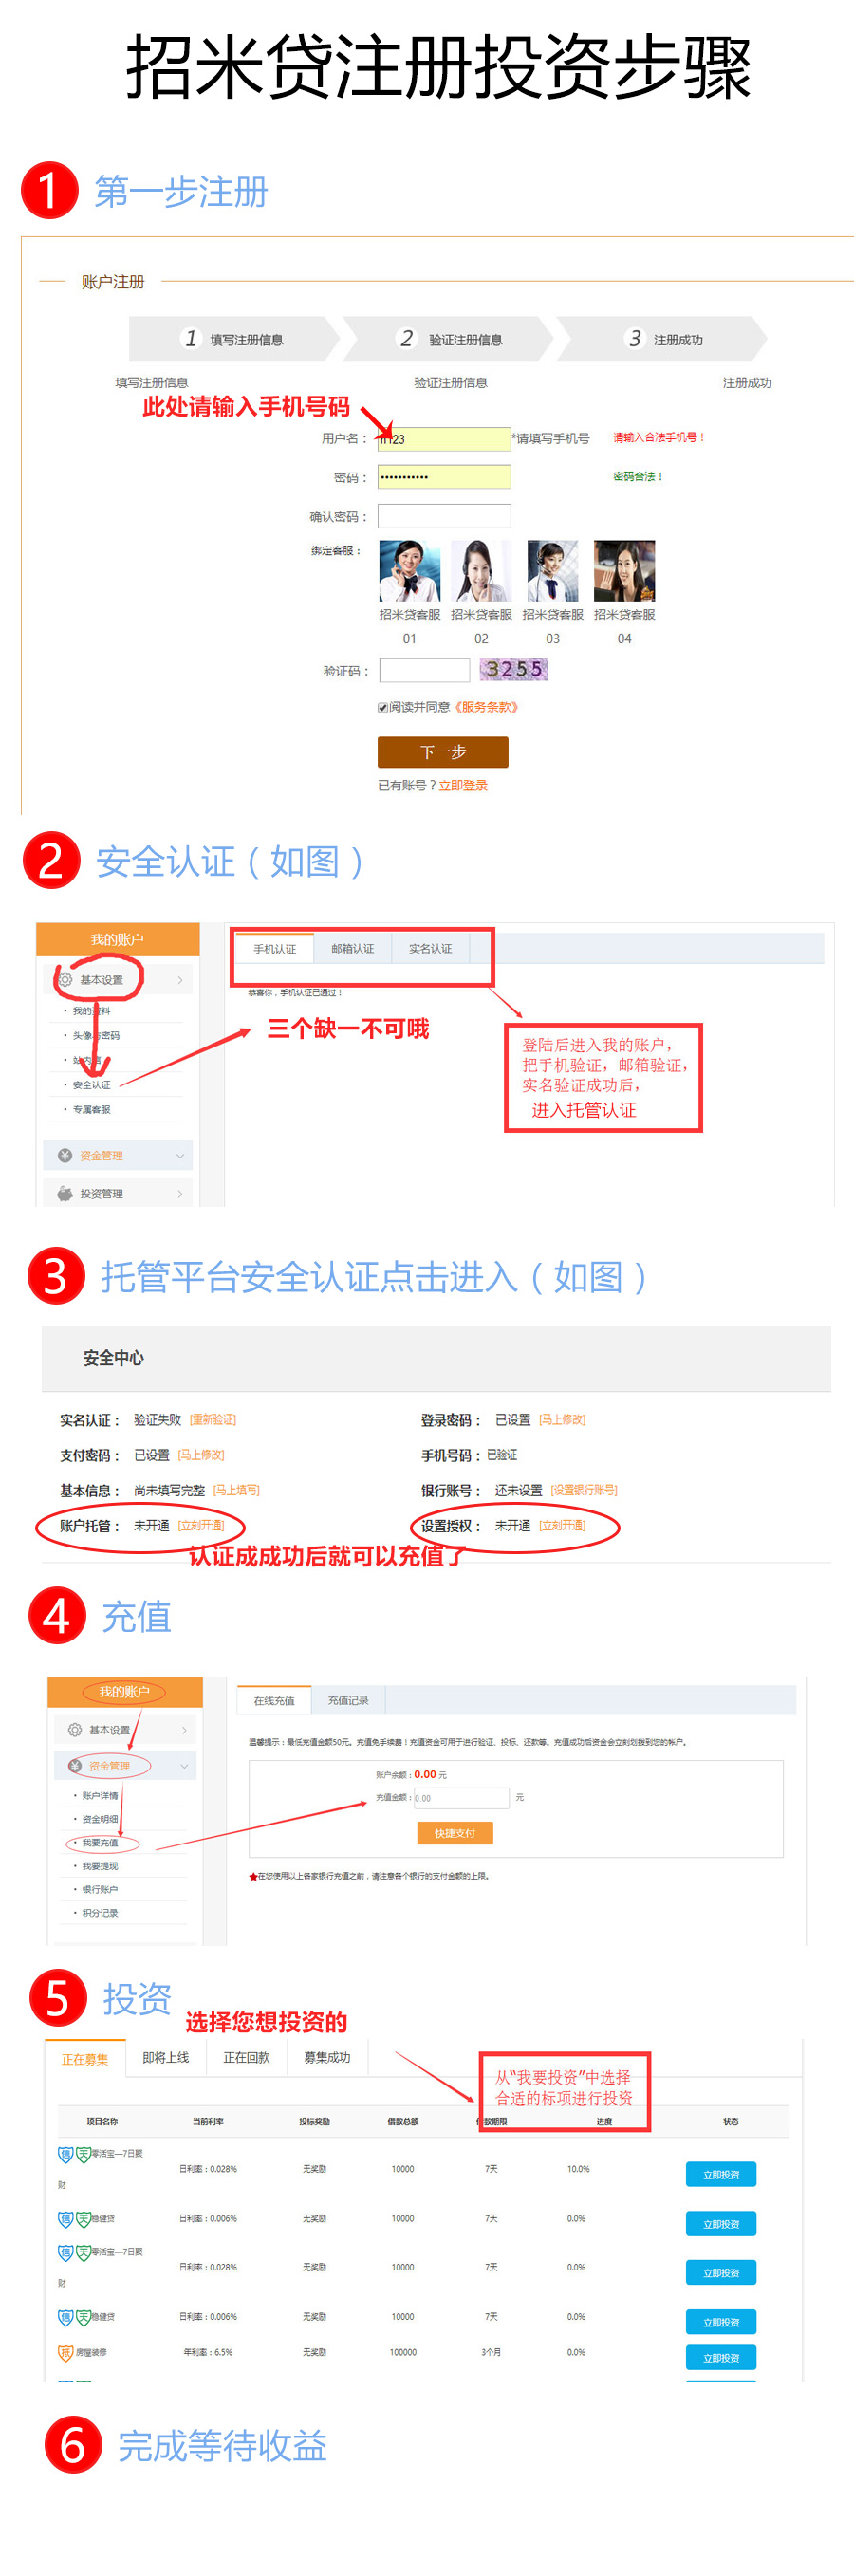 招米贷注册投资步骤
1 第一步注册
账户注册
1 填写注册信息 2 验证注册信息 3 注册成功
填写注册信息 验证注册信息 注册成功
此处请输入手机号码
用户名： *请填写手机号 请输入合法手机号！
密码： ••••••••••• 密码合法！
确认密码：
绑定客服：
招米贷客服 招米贷客服 招米贷客服 招米贷客服
01 02 03 04
验证码： 3255
阅读并同意《服务条款》
下一步
已有账号？立即登录
2 安全认证（如图）
我的账户
手机认证 邮箱认证 实名认证
基本设置
恭喜你，手机认证已通过！
• 我的资料
三个缺一不可哦
• 头像与密码
• 站内信
• 安全认证
• 专属客服
登陆后进入我的账户，
把手机验证，邮箱验证，
实名验证成功后，
进入托管认证
资金管理
投资管理
3 托管平台安全认证点击进入（如图）
安全中心
实名认证： 验证失败 [重新验证] 登录密码： 已设置 [马上修改]
支付密码： 已设置 [马上修改] 手机号码：已验证
基本信息： 尚未填写完整 [马上填写] 银行账号： 还未设置 [设置银行账号]
账户托管： 未开通 [立刻开通] 设置授权： 未开通 [立刻开通]
认证成成功后就可以充值了
4 充值
我的账户
在线充值 充值记录
基本设置
温馨提示：最低充值金额50元。充值免手续费！充值资金可用于进行验证、投标、还款等。充值成功后资金会立刻划拨到您的帐户。
资金管理
账户余额：0.00 元
• 账户详情
充值金额：0.00 元
• 资金明细
快捷支付
• 我要充值
• 我要提现
★在您使用以上各家银行充值之前，请注意各个银行的支付金额的上限。
• 银行账户
• 积分记录
5 投资
选择您想投资的
正在募集 即将上线 正在回款 募集成功
从“我要投资”中选择
合适的标项进行投资
项目名称 当前利率 投标奖励 借款总额 借款期限 进度 状态
信 天 零活宝—7日聚
财 日利率：0.028% 无奖励 10000 7天 10.0% 立即投资
信 天 稳健贷 日利率：0.006% 无奖励 10000 7天 0.0% 立即投资
信 天 零活宝—7日聚
财 日利率：0.028% 无奖励 10000 7天 0.0% 立即投资
信 天 稳健贷 日利率：0.006% 无奖励 10000 7天 0.0% 立即投资
抵 房屋装修 年利率：6.5% 无奖励 100000 3个月 0.0% 立即投资
6 完成等待收益